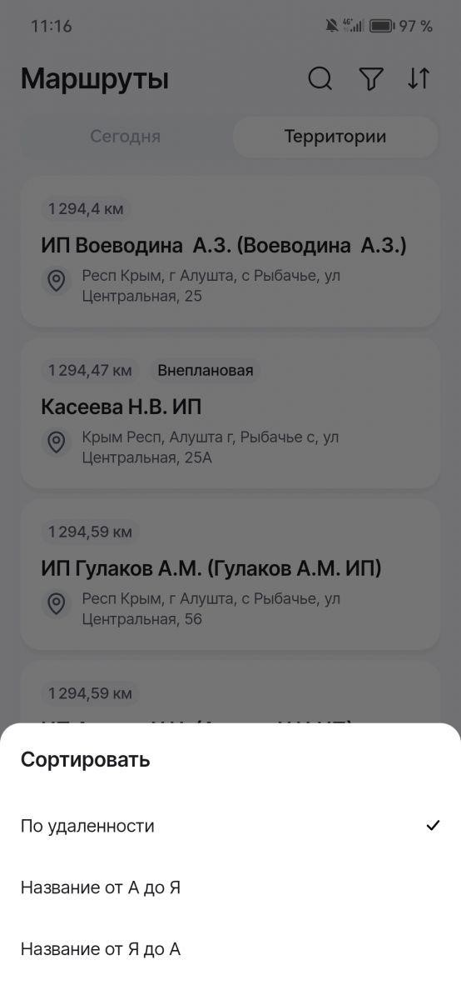 11:16
4G+
97 %
Маршруты
Сегодня
Территории
1 294,4 км
ИП Воеводина А.З. (Воеводина А.З.)
Респ Крым, г Алушта, с Рыбачье, ул
Центральная, 25
1 294,47 км
Внеплановая
Касеева Н.В. ИП
Крым Респ, Алушта г, Рыбачье с, ул
Центральная, 25А
1 294,59 км
ИП Гулаков А.М. (Гулаков А.М. ИП)
Респ Крым, г Алушта, с Рыбачье, ул
Центральная, 56
1 294,59 км
Сортировать
По удаленности
Название от А до Я
Название от Я до А